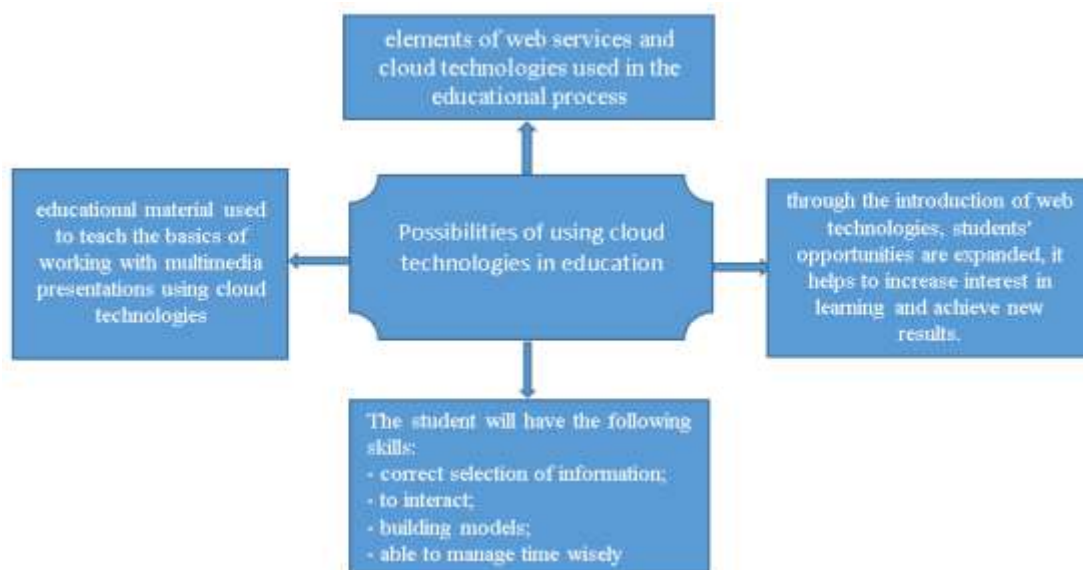 elements of web services and
cloud technologies used in the
educational process
educational material used
to teach the basics of
working with multimedia
presentations using cloud
technologies
Possibilities of using cloud
technologies in education
through the introduction of web
technologies, students'
opportunities are expanded, it
helps to increase interest in
learning and achieve new
results.
The student will have the following
skills:
- correct selection of information;
- to interact;
- building models;
- able to manage time wisely